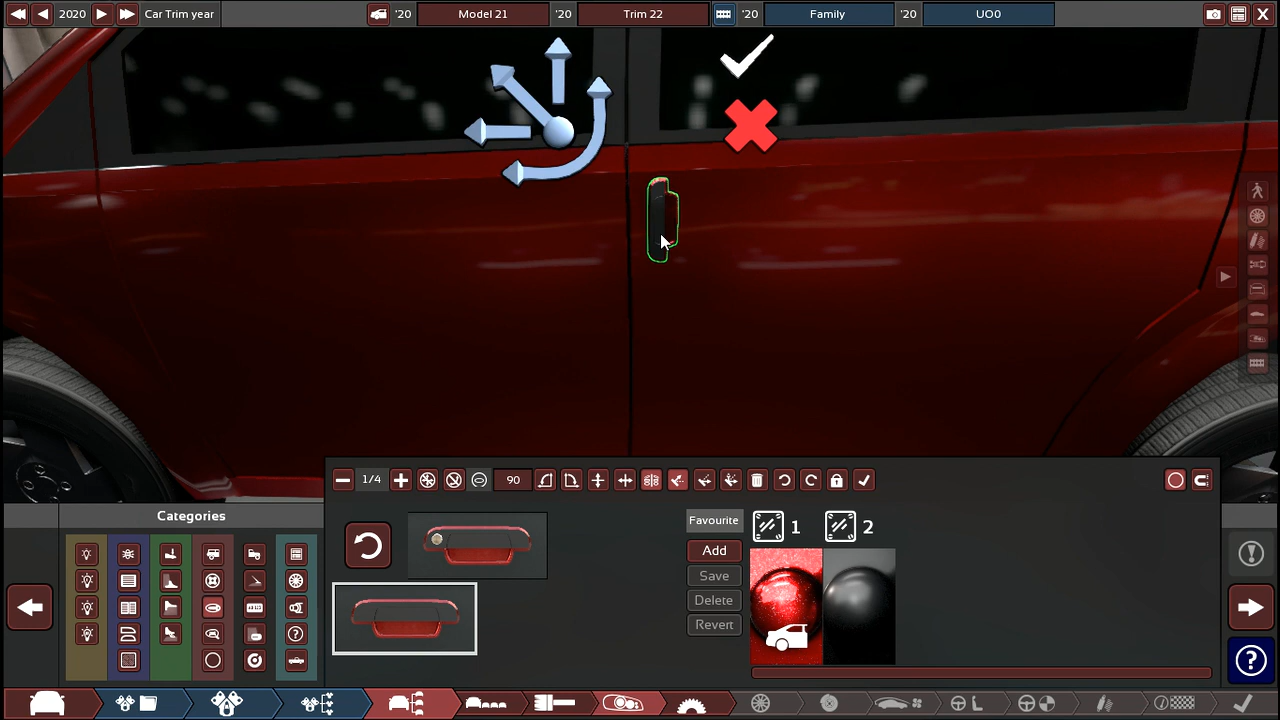 2020 Car Trim year '20 Model 21 '20 Trim 22 '20 Family '20 UO0
1/4 90
Categories
Favourite 1 2
Add
Save
Delete
Revert
?